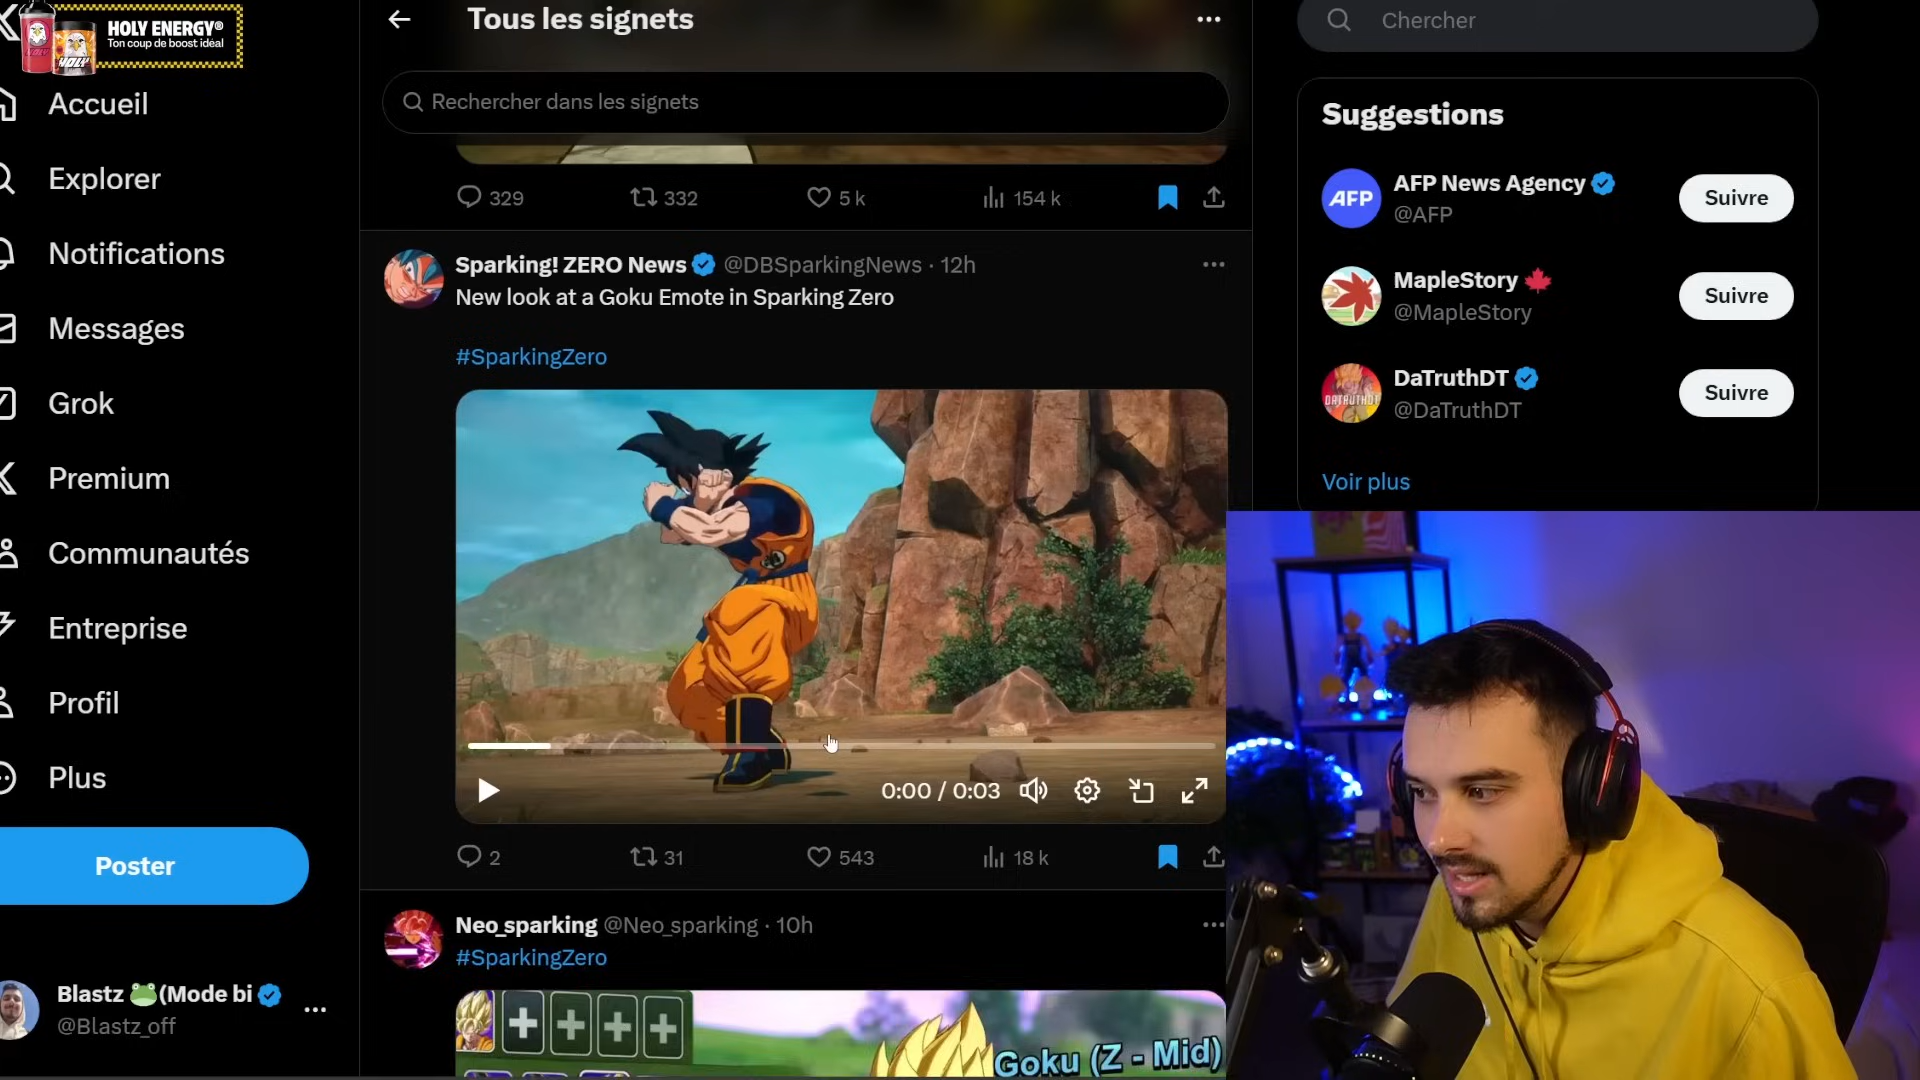 HOLY ENERGY®
Ton coup de boost idéal
HOLY
Accueil
Explorer
Notifications
Messages
Grok
Premium
Communautés
Entreprise
Profil
Plus
Poster
Blastz 🐸(Mode bi
@Blastz_off
Tous les signets
Rechercher dans les signets
329 332 5 k 154 k
Sparking! ZERO News @DBSparkingNews · 12h
New look at a Goku Emote in Sparking Zero
#SparkingZero
0:00 / 0:03
2 31 543 18 k
Neo_sparking @Neo_sparking · 10h
#SparkingZero
Goku (Z - Mid)
Chercher
Suggestions
AFP
AFP News Agency
@AFP
Suivre
MapleStory 🍁
@MapleStory
Suivre
DATRUTHDT
DaTruthDT
@DaTruthDT
Suivre
Voir plus